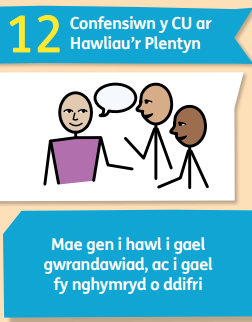 12 Confensiwn y CU ar
Hawliau'r Plentyn
Mae gen i hawl i gael
gwrandawiad, ac i gael
fy nghymryd o ddifri